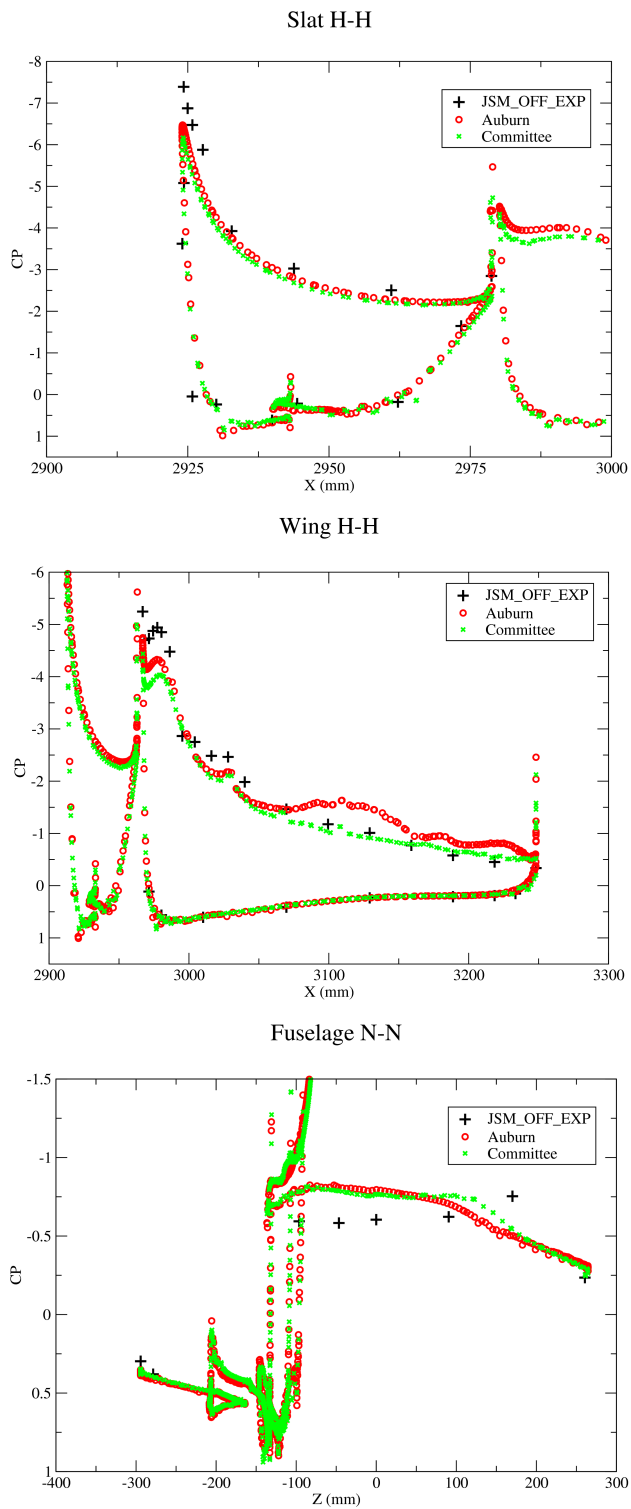 Slat H-H
-8
-7
-6
-5
-4
-3
-2
-1
0
1
CP
JSM_OFF_EXP
Auburn
Committee
2900 2925 2950 2975 3000
X (mm)
Wing H-H
-6
-5
-4
-3
-2
-1
0
1
CP
JSM_OFF_EXP
Auburn
Committee
2900 3000 3100 3200 3300
X (mm)
Fuselage N-N
-1.5
-1
-0.5
0
0.5
1
CP
JSM_OFF_EXP
Auburn
Committee
-400 -300 -200 -100 0 100 200 300
Z (mm)